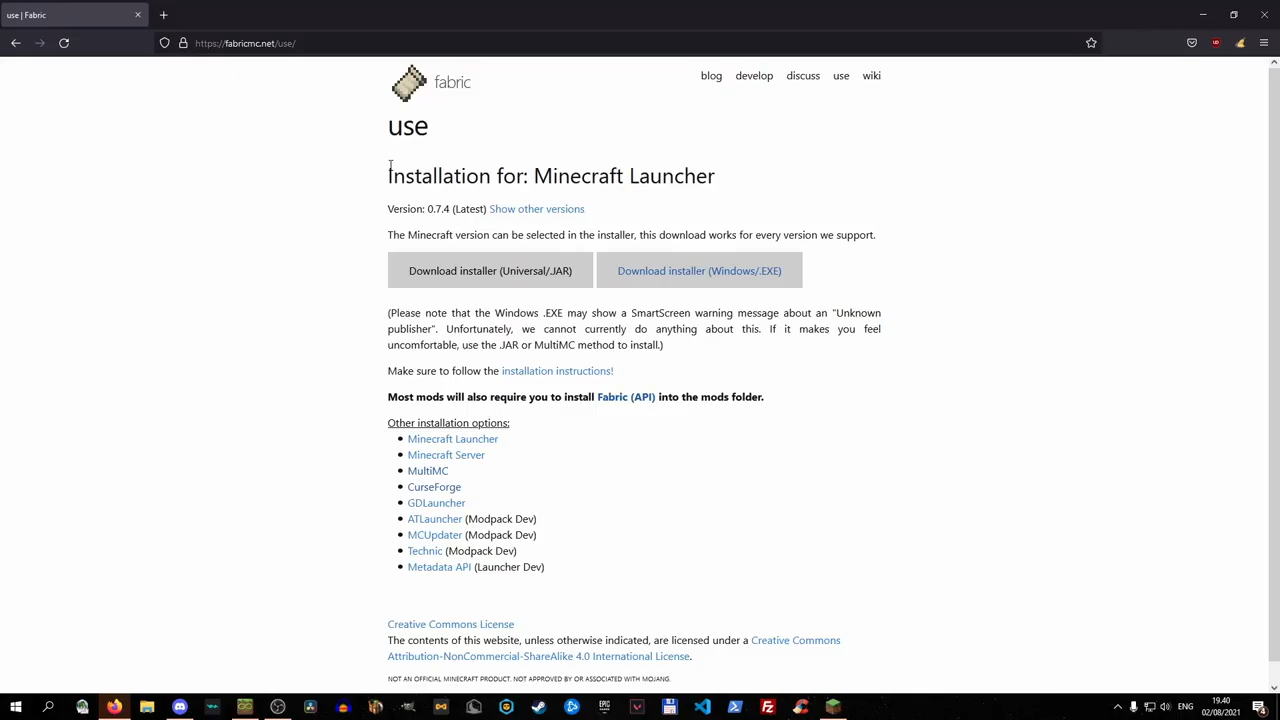 use | Fabric
https://fabricmc.net/use/
fabric
blog develop discuss use wiki
use
Installation for: Minecraft Launcher
Version: 0.7.4 (Latest) Show other versions
The Minecraft version can be selected in the installer, this download works for every version we support.
Download installer (Universal/.JAR) Download installer (Windows/.EXE)
(Please note that the Windows .EXE may show a SmartScreen warning message about an "Unknown
publisher". Unfortunately, we cannot currently do anything about this. If it makes you feel
uncomfortable, use the .JAR or MultiMC method to install.)
Make sure to follow the installation instructions!
Most mods will also require you to install Fabric (API) into the mods folder.
Other installation options:
Minecraft Launcher
Minecraft Server
MultiMC
CurseForge
GDLauncher
ATLauncher (Modpack Dev)
MCUpdater (Modpack Dev)
Technic (Modpack Dev)
Metadata API (Launcher Dev)
Creative Commons License
The contents of this website, unless otherwise indicated, are licensed under a Creative Commons
Attribution-NonCommercial-ShareAlike 4.0 International License.
NOT AN OFFICIAL MINECRAFT PRODUCT. NOT APPROVED BY OR ASSOCIATED WITH MOJANG.
EPIC
ENG
19.40
02/08/2021